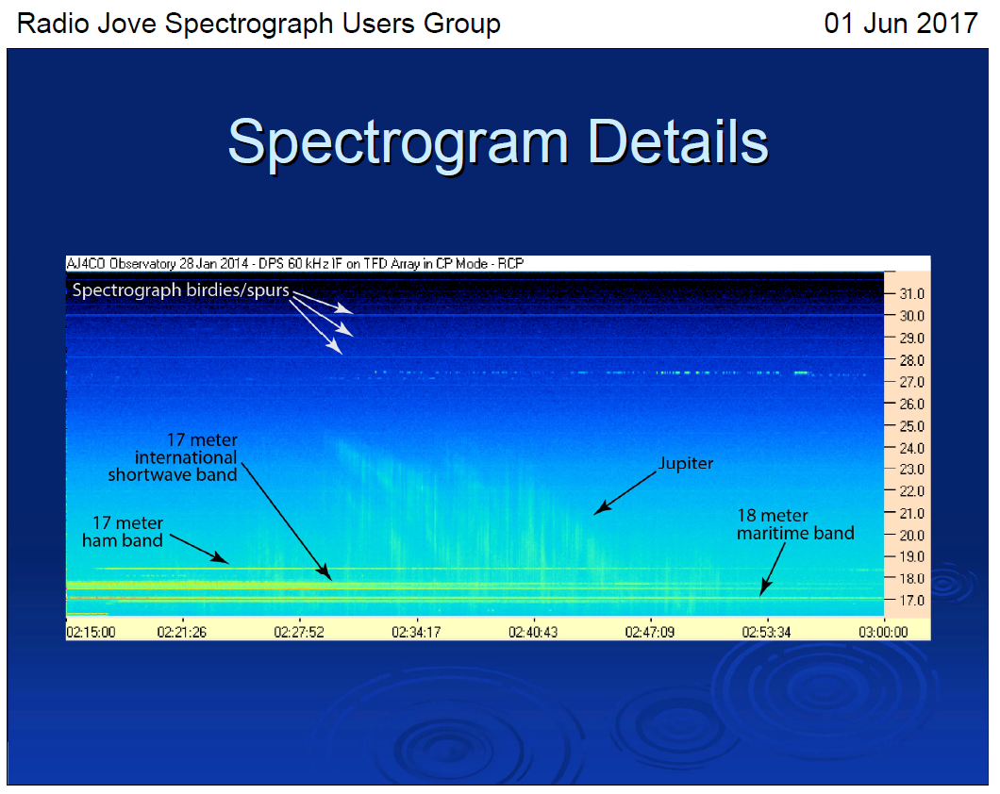 Radio Jove Spectrograph Users Group
01 Jun 2017
Spectrogram Details
AJ4CO Observatory 28 Jan 2014 - DPS 60 kHz IF on TFD Array in CP Mode - RCP
Spectrograph birdies/spurs
31.0
30.0
29.0
28.0
27.0
26.0
25.0
24.0
23.0
22.0
21.0
20.0
19.0
18.0
17.0
17 meter
international
shortwave band
Jupiter
17 meter
ham band
18 meter
maritime band
02:15:00 02:21:26 02:27:52 02:34:17 02:40:43 02:47:09 02:53:34 03:00:00